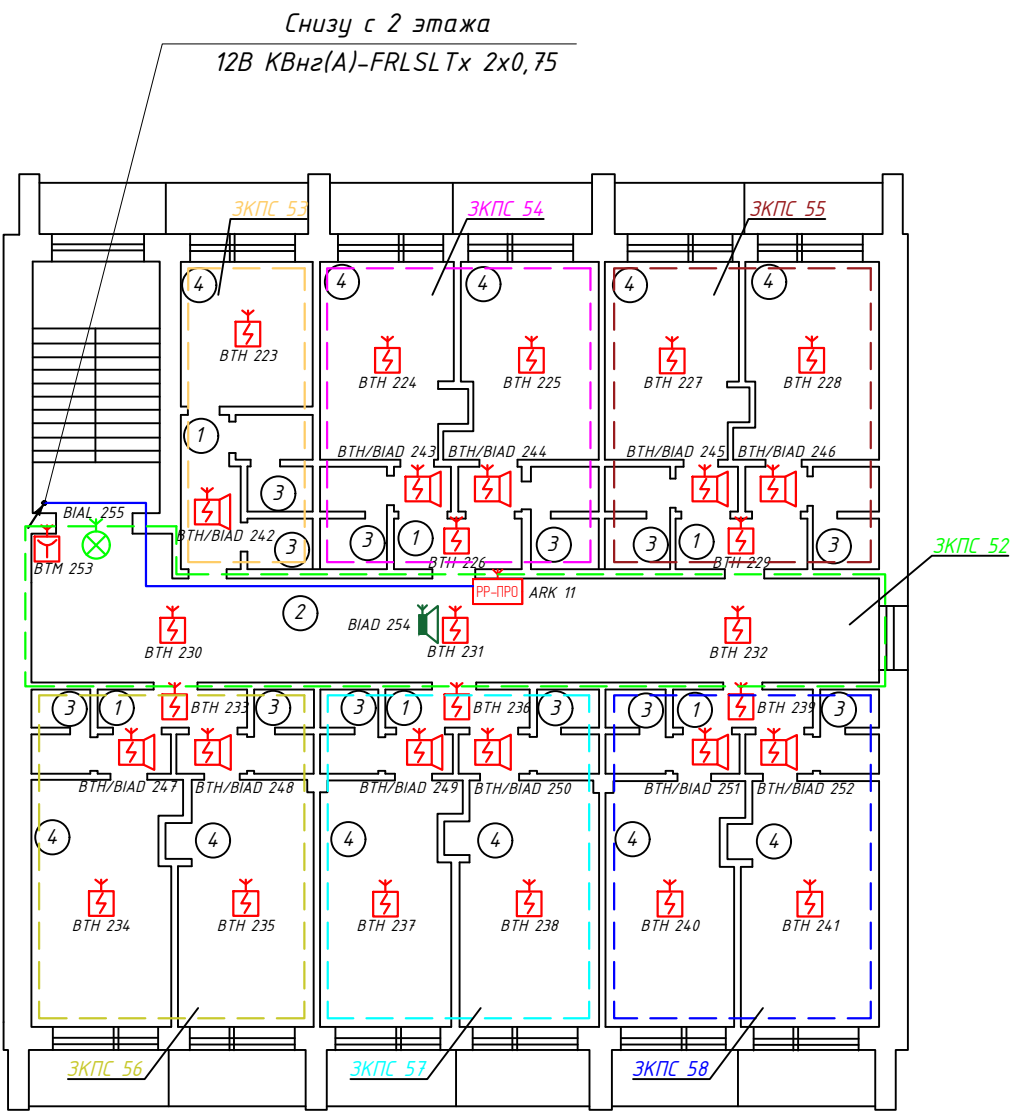 Снизу с 2 этажа
12В КВнг(А)-FRLSLTx 2x0,75
ЗКПС 53
ЗКПС 54
ЗКПС 55
4
4
4
4
4
BTH 223
BTH 224
BTH 225
BTH 227
BTH 228
1
BTH/BIAD 243
BTH/BIAD 244
BTH/BIAD 245
BTH/BIAD 246
3
BIAL 255
BTH/BIAD 242
3
3
1
3
3
1
3
BTM 253
BTH 226
BTH 229
ЗКПС 52
РР-ПРО
ARK 11
2
BIAD 254
BTH 230
BTH 231
BTH 232
3
1
BTH 233
3
3
1
BTH 236
3
3
1
BTH 239
3
BTH/BIAD 247
BTH/BIAD 248
BTH/BIAD 249
BTH/BIAD 250
BTH/BIAD 251
BTH/BIAD 252
4
4
4
4
4
4
BTH 234
BTH 235
BTH 237
BTH 238
BTH 240
BTH 241
ЗКПС 56
ЗКПС 57
ЗКПС 58